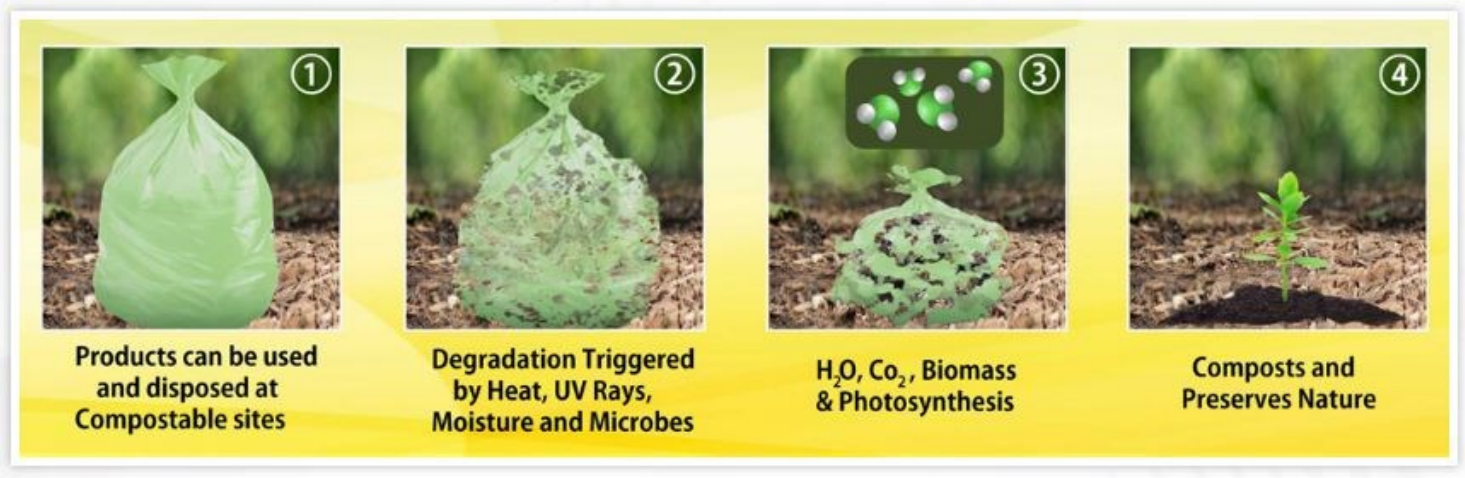 1
Products can be used
and disposed at
Compostable sites
2
Degradation Triggered
by Heat, UV Rays,
Moisture and Microbes
3
H₂O, Co₂, Biomass
& Photosynthesis
4
Composts and
Preserves Nature